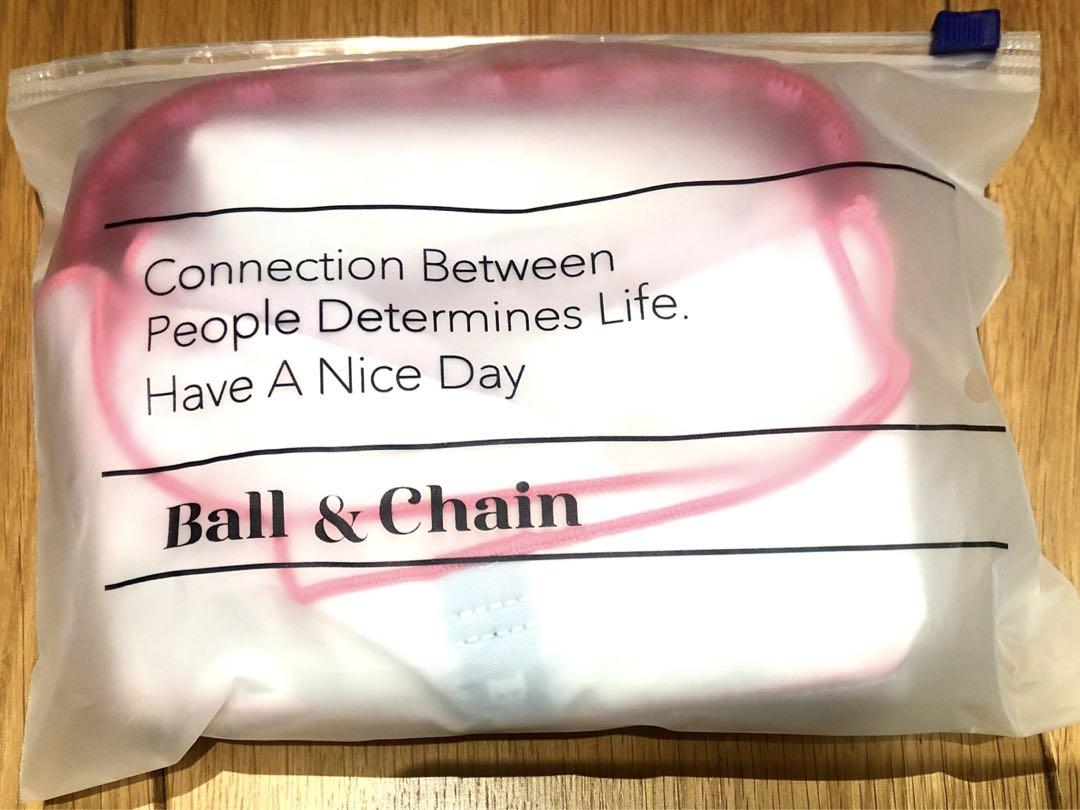 Connection Between
People Determines Life.
Have A Nice Day
Ball & Chain